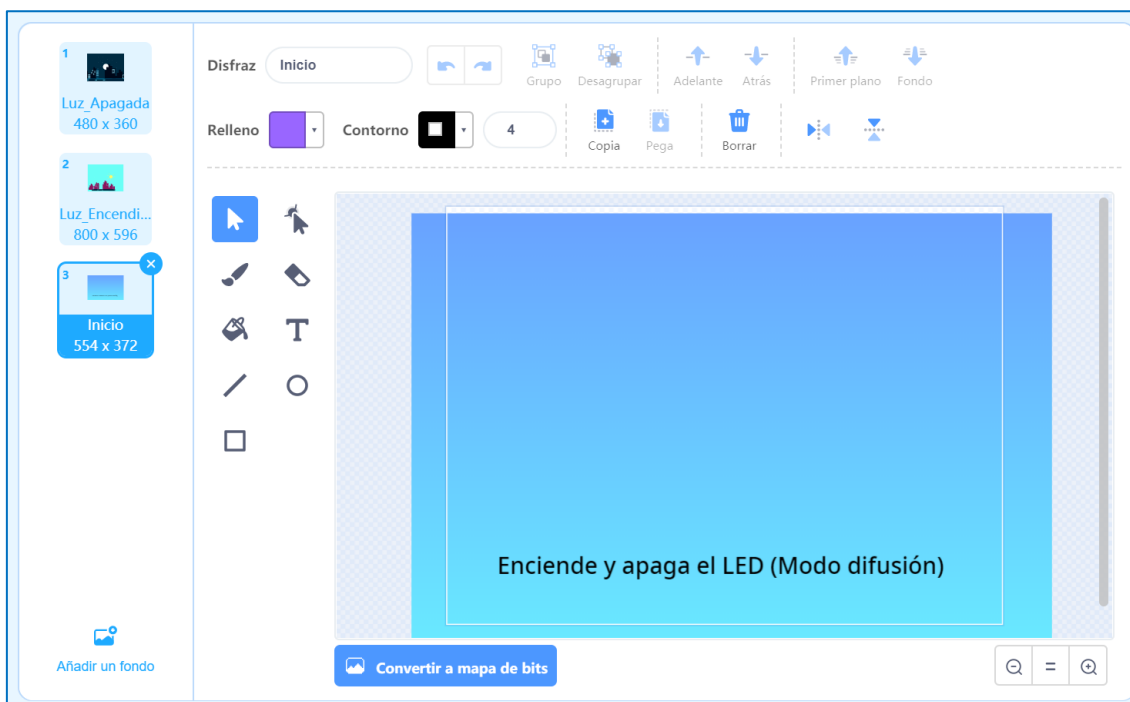 1
Luz_Apagada
480 x 360
2
Luz_Encendi...
800 x 596
3
Inicio
554 x 372
Añadir un fondo
Disfraz Inicio
Grupo Desagrupar Adelante Atrás Primer plano Fondo
Relleno Contorno 4
Copia Pega Borrar
T
Enciende y apaga el LED (Modo difusión)
Convertir a mapa de bits